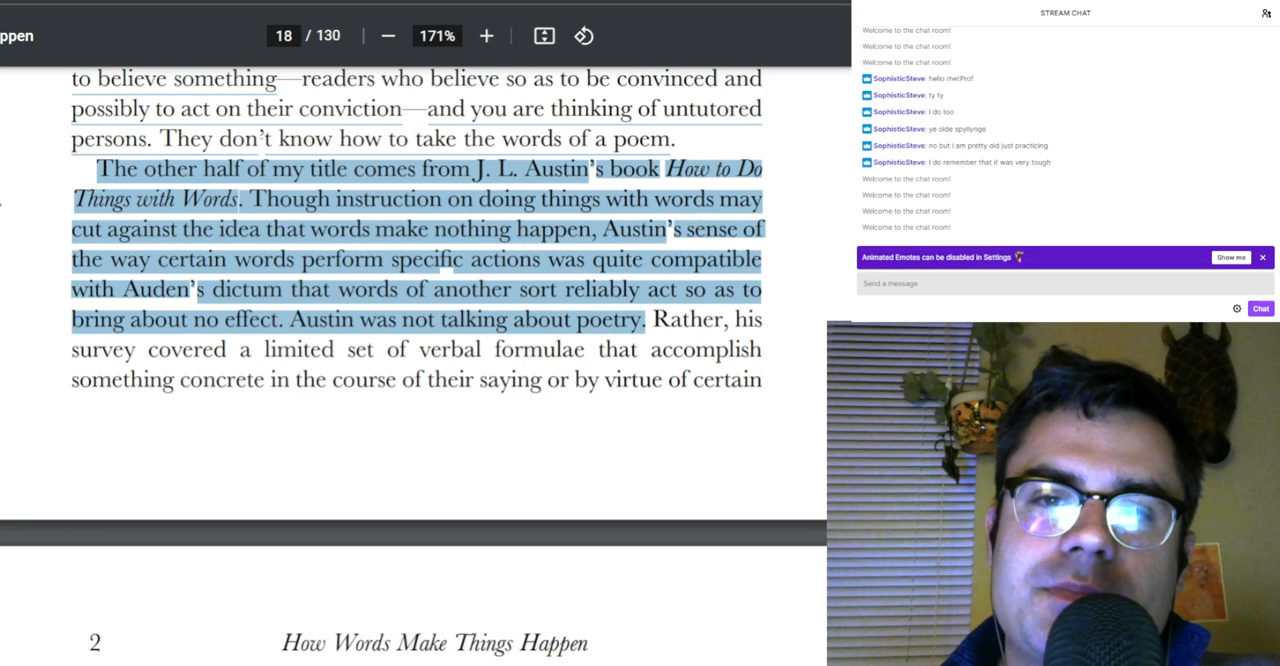 ppen
18 / 130
171%
to believe something—readers who believe so as to be convinced and
possibly to act on their conviction—and you are thinking of untutored
persons. They don't know how to take the words of a poem.
The other half of my title comes from J. L. Austin's book How to Do
Things with Words. Though instruction on doing things with words may
cut against the idea that words make nothing happen, Austin's sense of
the way certain words perform specific actions was quite compatible
with Auden's dictum that words of another sort reliably act so as to
bring about no effect. Austin was not talking about poetry. Rather, his
survey covered a limited set of verbal formulae that accomplish
something concrete in the course of their saying or by virtue of certain
2 How Words Make Things Happen
STREAM CHAT
Welcome to the chat room!
Welcome to the chat room!
Welcome to the chat room!
SophisticSteve: hello rhetProf
SophisticSteve: ty ty
SophisticSteve: I do too
SophisticSteve: ye olde spyllynge
SophisticSteve: no but I am pretty old just practicing
SophisticSteve: I do remember that it was very tough
Welcome to the chat room!
Welcome to the chat room!
Welcome to the chat room!
Welcome to the chat room!
Animated Emotes can be disabled in Settings
Show me
Send a message
Chat